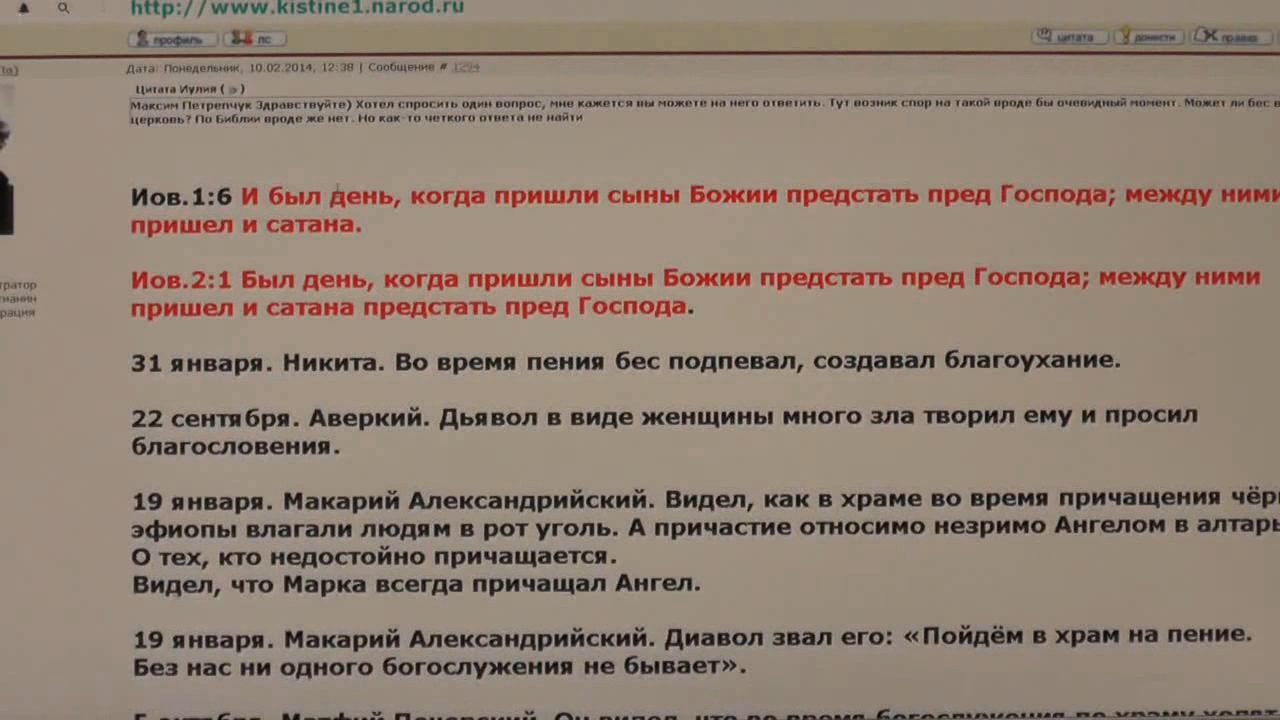 http://www.kistine1.narod.ru
профиль лс цитата донести правка
Дата: Понедельник, 10.02.2014, 12:38 | Сообщение # 1294
Цитата Иулия ( )
Максим Петрепчук Здравствуйте) Хотел спросить один вопрос, мне кажется вы можете на него ответить. Тут возник спор на такой вроде бы очевидный момент. Может ли бес в
церковь? По Библии вроде же нет. Но как-то четкого ответа не найти
Иов.1:6 И был день, когда пришли сыны Божии предстать пред Господа; между ними
пришел и сатана.
Иов.2:1 Был день, когда пришли сыны Божии предстать пред Господа; между ними
пришел и сатана предстать пред Господа.
31 января. Никита. Во время пения бес подпевал, создавал благоухание.
22 сентября. Аверкий. Дьявол в виде женщины много зла творил ему и просил
благословения.
19 января. Макарий Александрийский. Видел, как в храме во время причащения чёр
эфиопы влагали людям в рот уголь. А причастие относимо незримо Ангелом в алтарь
О тех, кто недостойно причащается.
Видел, что Марка всегда причащал Ангел.
19 января. Макарий Александрийский. Диавол звал его: «Пойдём в храм на пение.
Без нас ни одного богослужения не бывает».